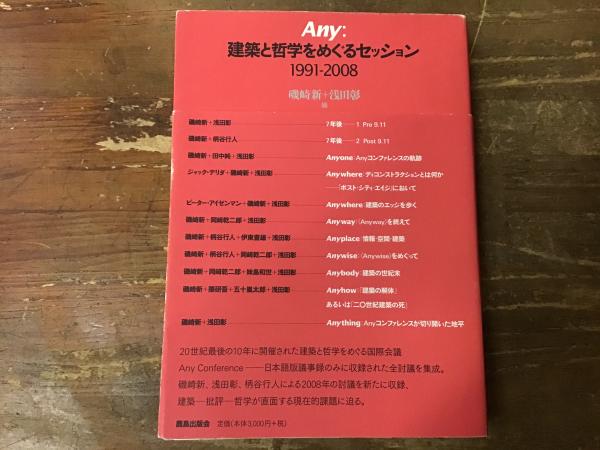 Any:
建築と哲学をめぐるセッション
1991-2008
磯崎新+浅田彰
編
磯崎新+浅田彰 7年後――1 Pre 9.11
磯崎新+柄谷行人 7年後――2 Post 9.11
磯崎新+田中純+浅田彰 Anyone:Anyコンファレンスの軌跡
ジャック・デリダ+磯崎新+浅田彰 Anywhere:ディコンストラクションとは何か
――「ポスト・シティ・エイジ」において
ピーター・アイゼンマン+磯崎新+浅田彰 Anywhere:建築のエッジを歩く
磯崎新+岡崎乾二郎+浅田彰 Anyway:〈Anyway〉を終えて
磯崎新+柄谷行人+伊東豊雄+浅田彰 Anyplace:情報・空間・建築
磯崎新+柄谷行人+岡崎乾二郎+浅田彰 Anywise:〈Anywise〉をめぐって
磯崎新+岡崎乾二郎+妹島和世+浅田彰 Anybody:建築の世紀末
磯崎新+隈研吾+五十嵐太郎+浅田彰 Anyhow:「建築の解体」
あるいは「二〇世紀建築の死」
磯崎新+浅田彰 Anything:Anyコンファレンスが切り開いた地平
20世紀最後の10年に開催された建築と哲学をめぐる国際会議
Any Conference――日本語版議事録のみに収録された全討議を集成。
磯崎新、浅田彰、柄谷行人による2008年の討議を新たに収録、
建築―批評―哲学が直面する現在的課題に迫る。
鹿島出版会 定価(本体3,000円+税)